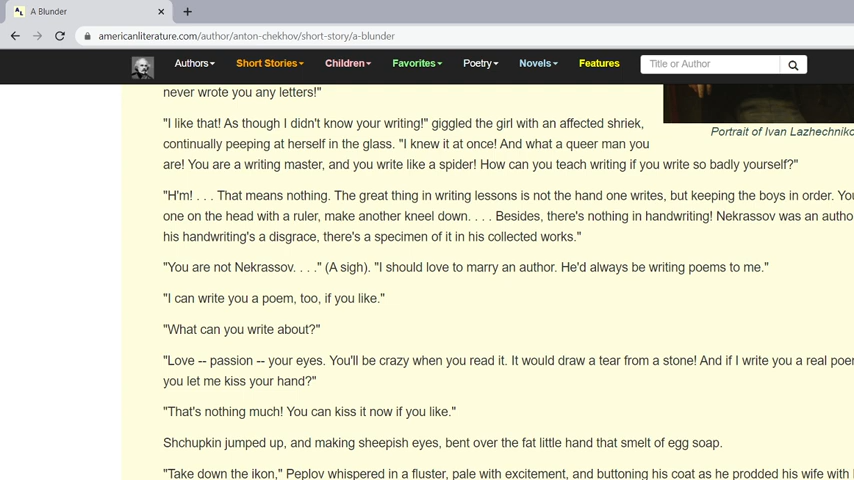 A Blunder
americanliterature.com/author/anton-chekhov/short-story/a-blunder
Authors Short Stories Children Favorites Poetry Novels Features Title or Author
never wrote you any letters!"
"I like that! As though I didn't know your writing!" giggled the girl with an affected shriek,
continually peeping at herself in the glass. "I knew it at once! And what a queer man you
are! You are a writing master, and you write like a spider! How can you teach writing if you write so badly yourself?"
Portrait of Ivan Lazhechniko
"H'm! . . . That means nothing. The great thing in writing lessons is not the hand one writes, but keeping the boys in order. You
one on the head with a ruler, make another kneel down. . . . Besides, there's nothing in handwriting! Nekrassov was an autho
his handwriting's a disgrace, there's a specimen of it in his collected works."
"You are not Nekrassov. . . ." (A sigh). "I should love to marry an author. He'd always be writing poems to me."
"I can write you a poem, too, if you like."
"What can you write about?"
"Love -- passion -- your eyes. You'll be crazy when you read it. It would draw a tear from a stone! And if I write you a real poem
you let me kiss your hand?"
"That's nothing much! You can kiss it now if you like."
Shchupkin jumped up, and making sheepish eyes, bent over the fat little hand that smelt of egg soap.
"Take down the ikon," Peplov whispered in a fluster, pale with excitement, and buttoning his coat as he prodded his wife with